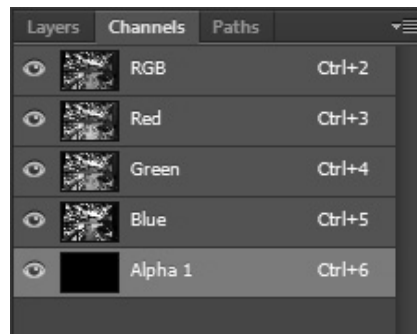 Layers Channels Paths
RGB Ctrl+2
Red Ctrl+3
Green Ctrl+4
Blue Ctrl+5
Alpha 1 Ctrl+6